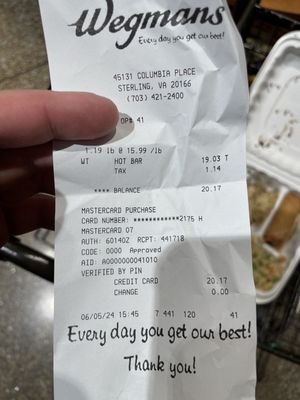 Wegmans
Every day you get our best!
45131 COLUMBIA PLACE
STERLING, VA 20166
(703) 421-2400
OP# 41
1.19 lb @ 15.99 /lb
WT HOT BAR 19.03 T
TAX 1.14
**** BALANCE 20.17
MASTERCARD PURCHASE
CARD NUMBER: ************2175 H
MASTERCARD 07
AUTH: 601402 RCPT: 441718
CODE: 0000 Approved
AID: A0000000041010
VERIFIED BY PIN
CREDIT CARD 20.17
CHANGE 0.00
06/05/24 15:45 7 441 120 41
Every day you get our best!
Thank you!